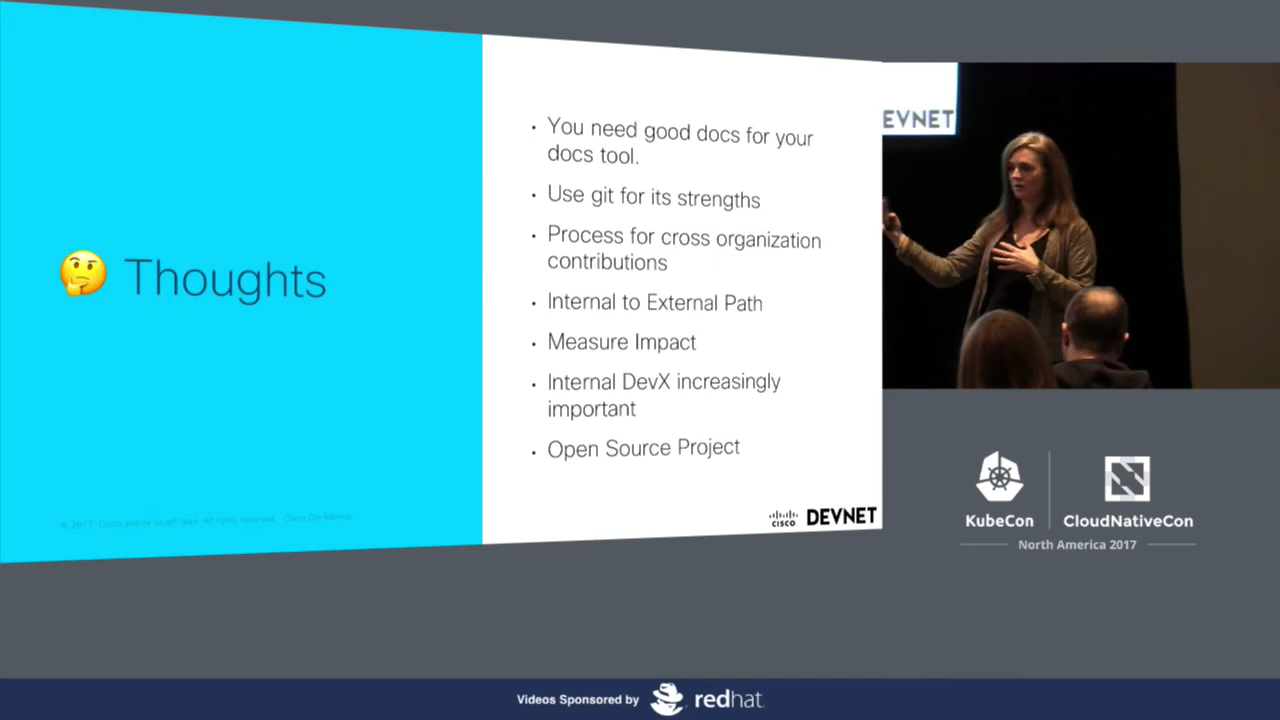 Thoughts
• You need good docs for your
docs tool.
• Use git for its strengths
• Process for cross organization
contributions
• Internal to External Path
• Measure Impact
• Internal DevX increasingly
important
• Open Source Project
CISCO DEVNET
EVNET
KubeCon
CloudNativeCon
North America 2017
Videos Sponsored by redhat